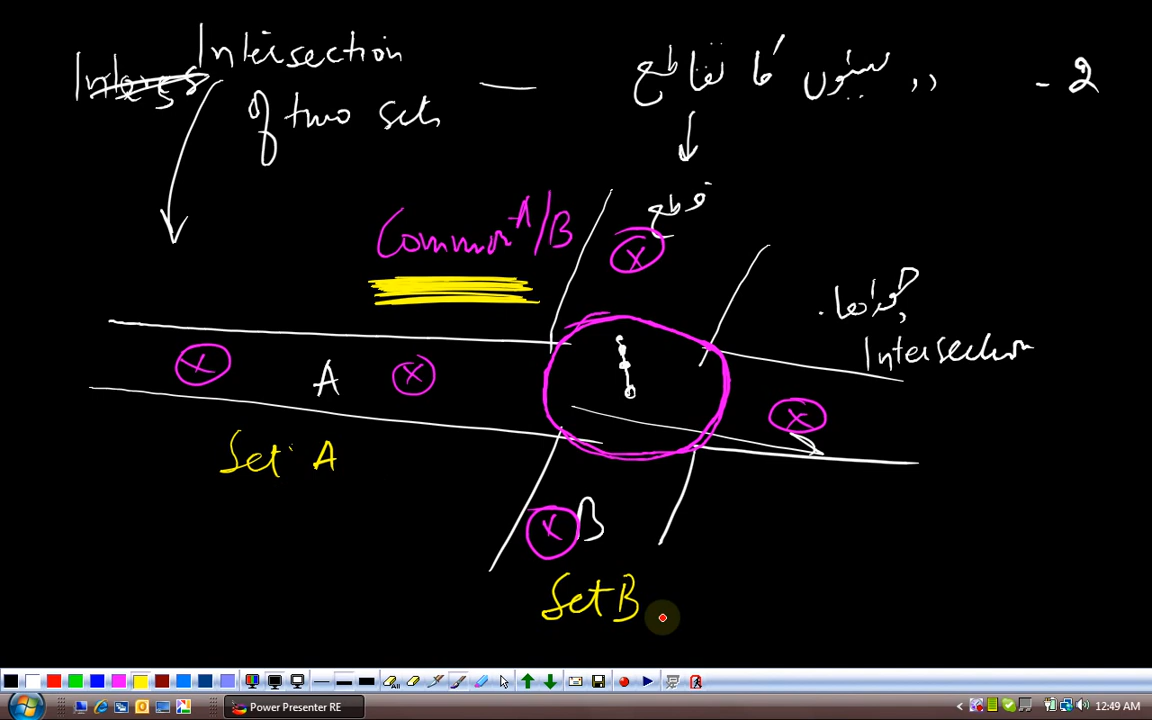 Intersection — دو سیٹوں کا تقاطع -2
of two sets
قطع
Common A/B
X
Intersection
X A X X
Set A
X B
Set B
Power Presenter RE
12:49 AM